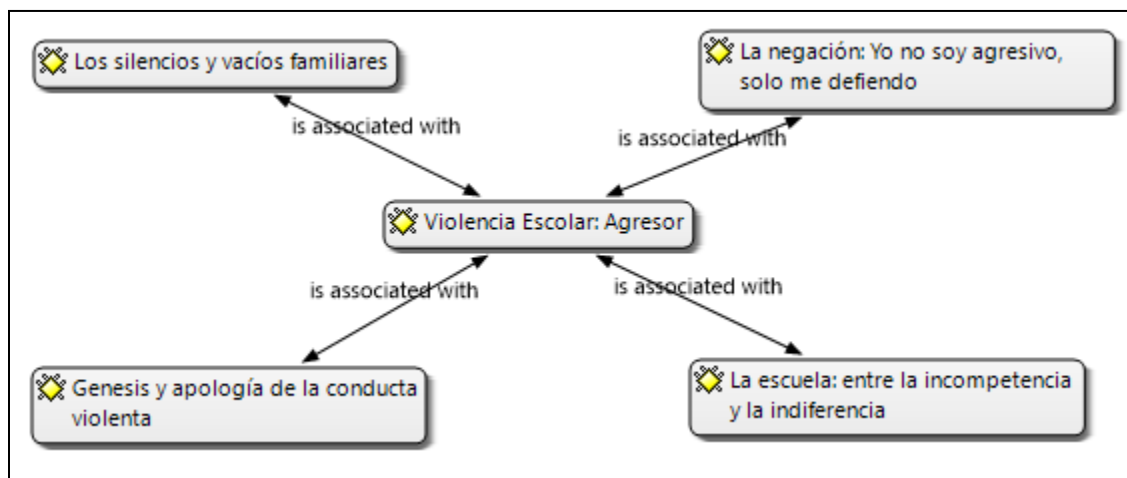 Los silencios y vacíos familiares
La negación: Yo no soy agresivo,
solo me defiendo
is associated with
is associated with
Violencia Escolar: Agresor
is associated with
is associated with
Genesis y apología de la conducta
violenta
La escuela: entre la incompetencia
y la indiferencia